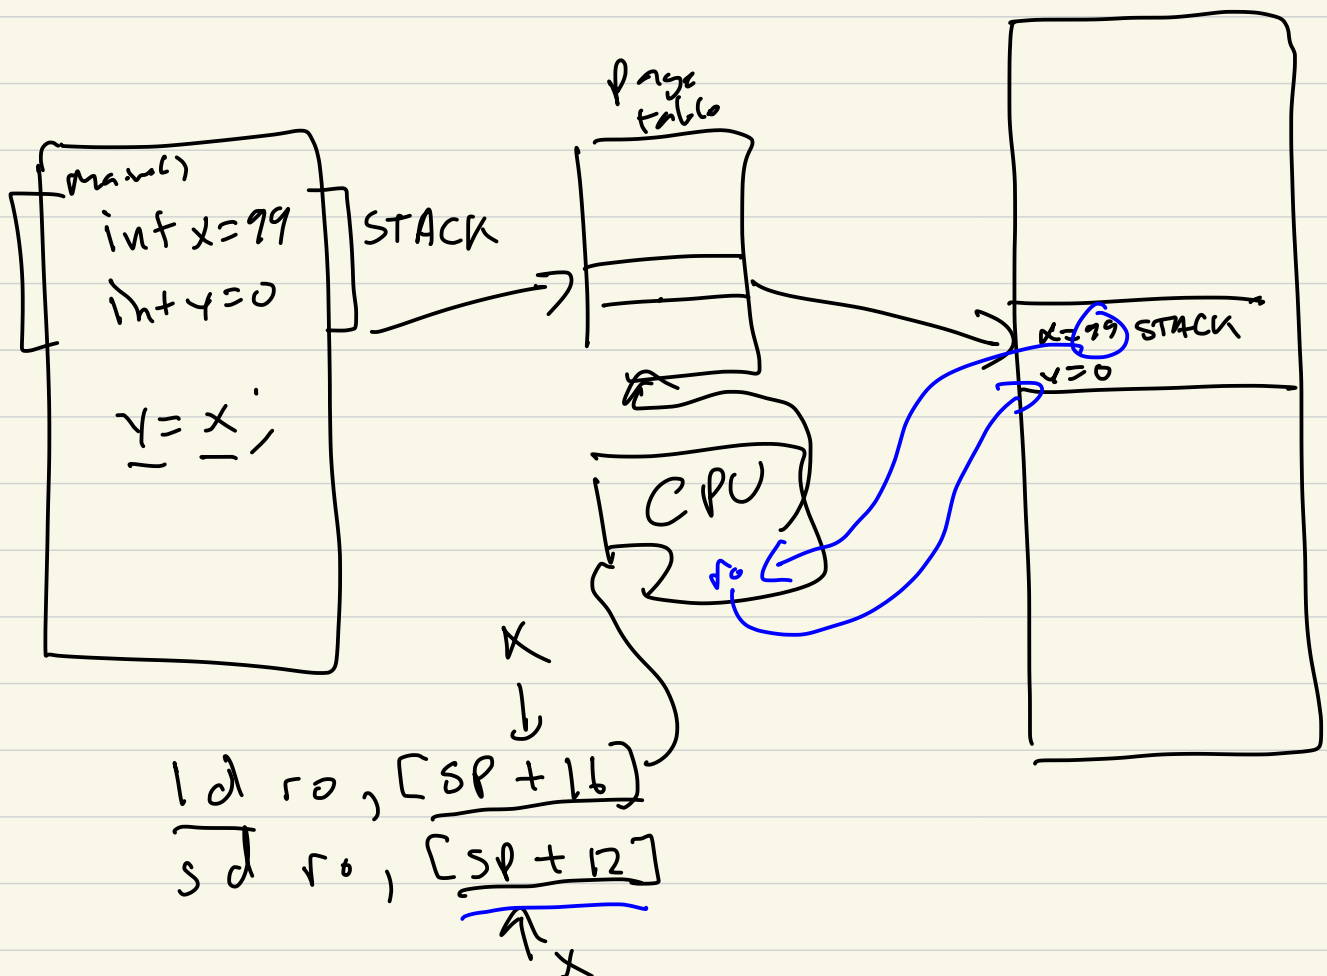 main()
int x=99
int y=0
y= x ;
STACK
Page
table
CPU
r0
x=99 STACK
y=0
X
ld r0, [SP + 16]
sd r0, [SP + 12]